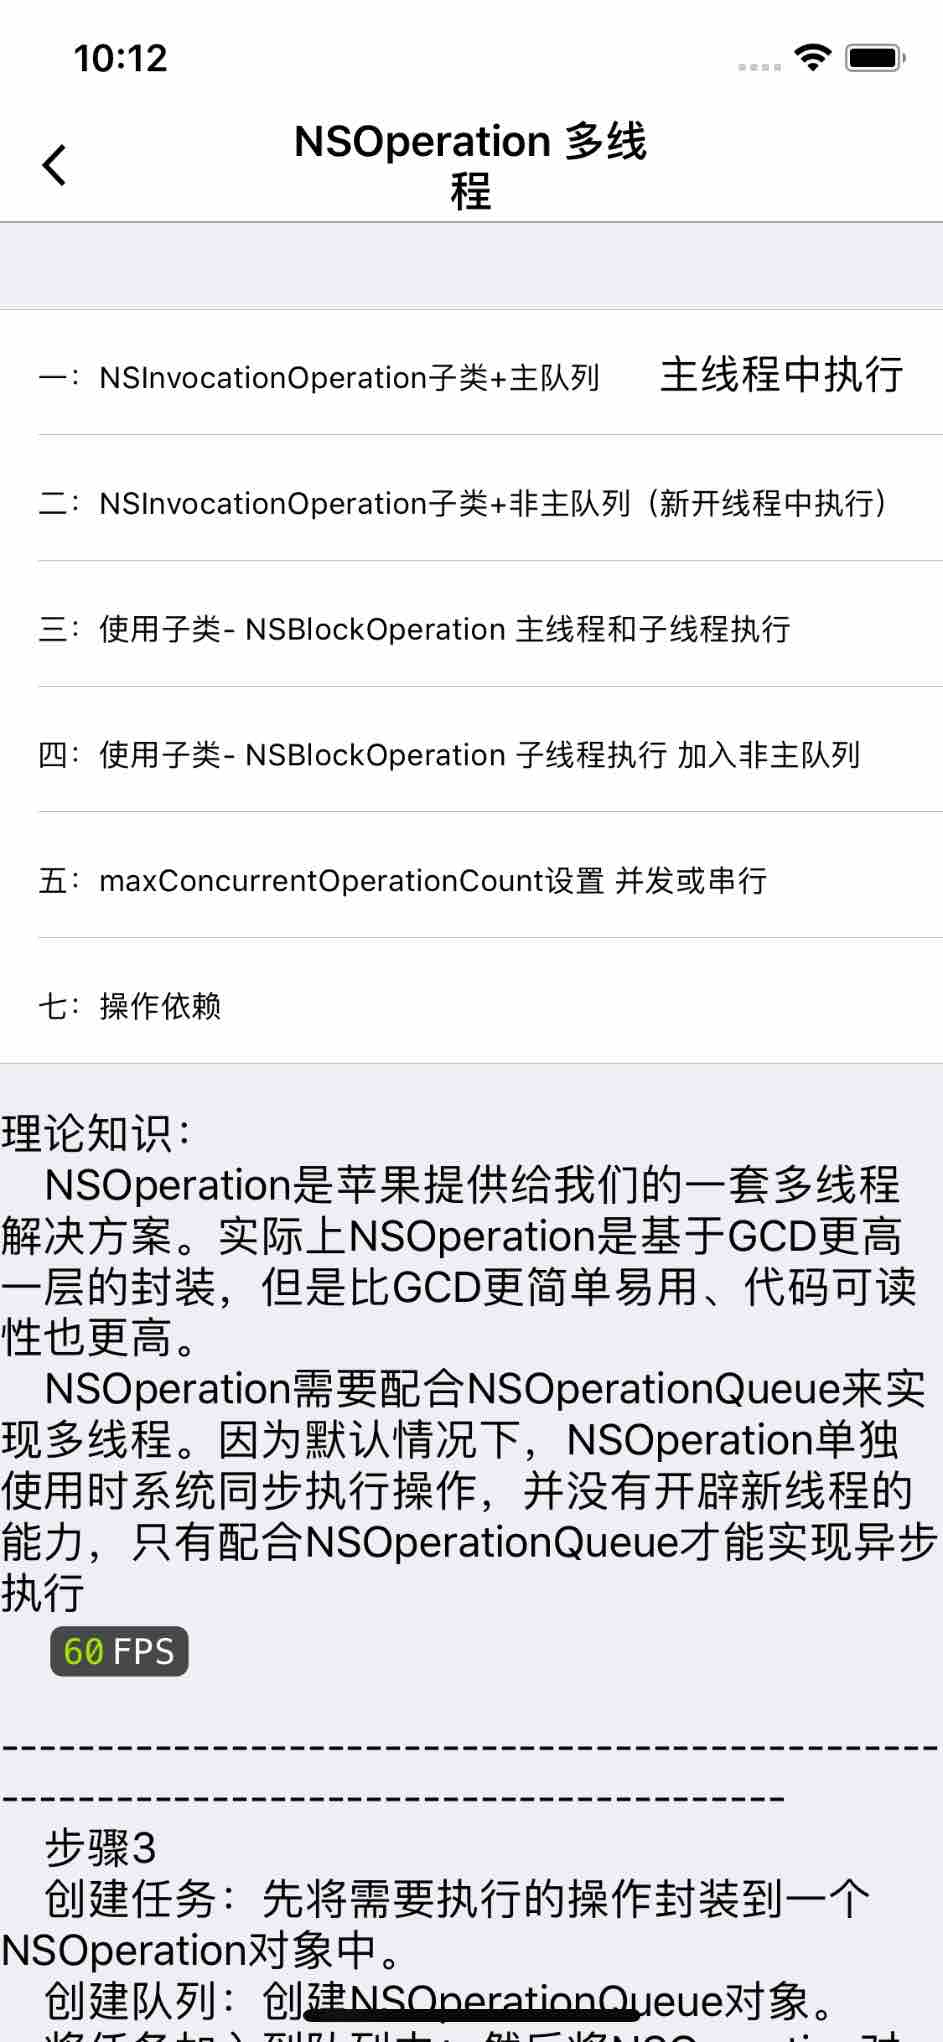 10:12
NSOperation 多线
程
一：NSInvocationOperation子类+主队列 主线程中执行
二：NSInvocationOperation子类+非主队列（新开线程中执行）
三：使用子类- NSBlockOperation 主线程和子线程执行
四：使用子类- NSBlockOperation 子线程执行 加入非主队列
五：maxConcurrentOperationCount设置 并发或串行
七：操作依赖
理论知识：
NSOperation是苹果提供给我们的一套多线程
解决方案。实际上NSOperation是基于GCD更高
一层的封装，但是比GCD更简单易用、代码可读
性也更高。
NSOperation需要配合NSOperationQueue来实
现多线程。因为默认情况下，NSOperation单独
使用时系统同步执行操作，并没有开辟新线程的
能力，只有配合NSOperationQueue才能实现异步
执行
60 FPS
-------------------------------------------------
-----------------------------------------
步骤3
创建任务：先将需要执行的操作封装到一个
NSOperation对象中。
创建队列：创建NSOperationQueue对象。